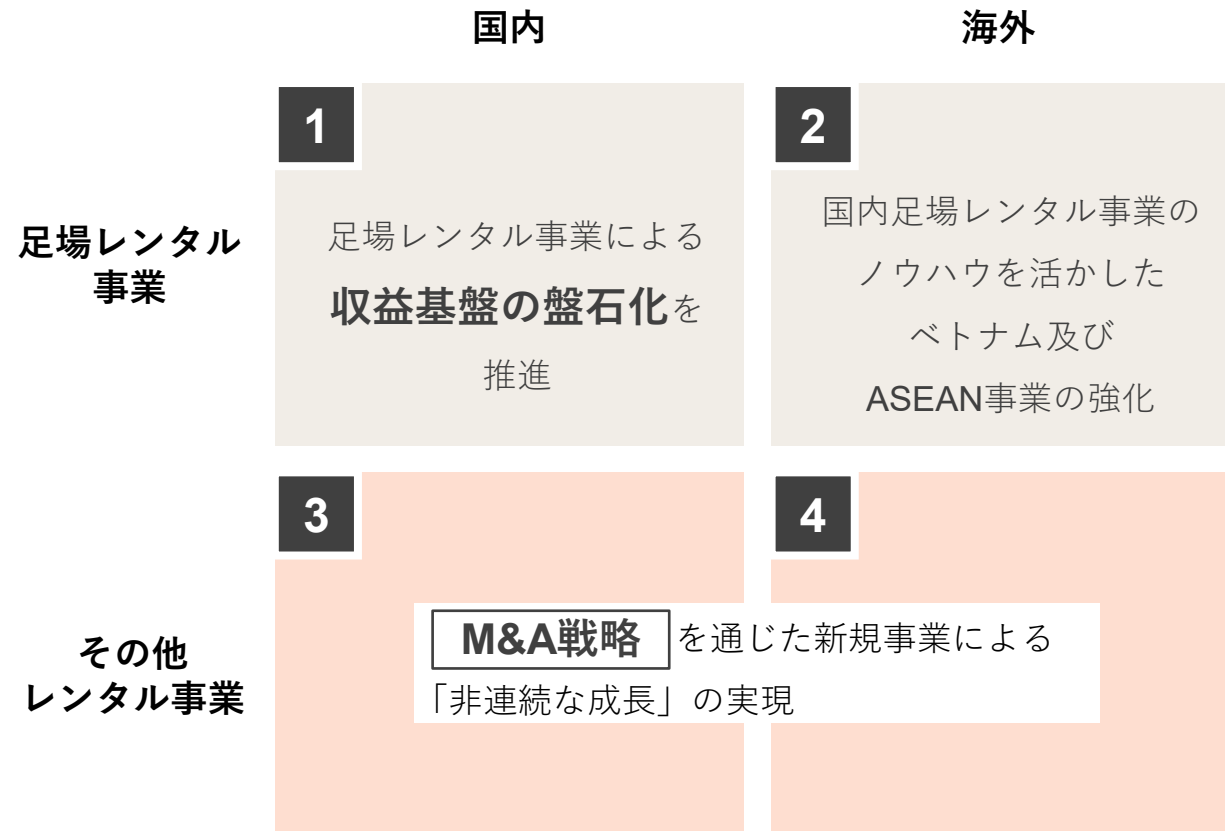 国内
海外
1
2
足場レンタル
事業
足場レンタル事業による
収益基盤の盤石化を
推進
国内足場レンタル事業の
ノウハウを活かした
ベトナム及び
ASEAN事業の強化
3
4
その他
レンタル事業
M&A戦略を通じた新規事業による
「非連続な成長」の実現